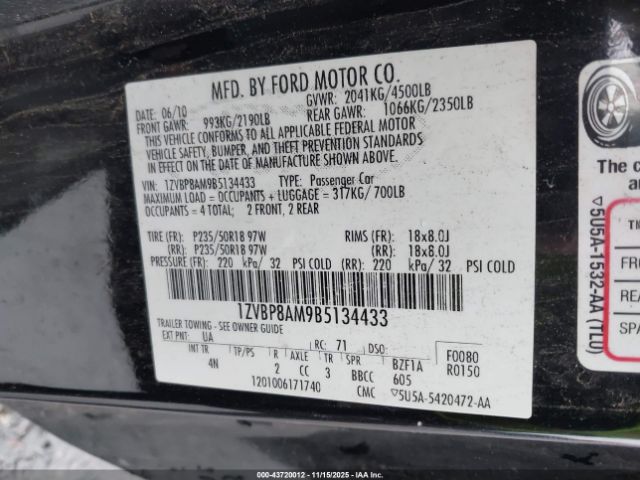 MFD. BY FORD MOTOR CO.
DATE: 06/10 GVWR: 2041KG/4500LB
FRONT GAWR: 993KG/2190LB REAR GAWR: 1066KG/2350LB
THIS VEHICLE CONFORMS TO ALL APPLICABLE FEDERAL MOTOR
VEHICLE SAFETY, BUMPER, AND THEFT PREVENTION STANDARDS
IN EFFECT ON THE DATE OF MANUFACTURE SHOWN ABOVE.
VIN: 1ZVBP8AM9B5134433 TYPE: Passenger Car
MAXIMUM LOAD = OCCUPANTS + LUGGAGE = 317KG/ 700LB
OCCUPANTS = 4 TOTAL; 2 FRONT, 2 REAR
TIRE (FR): P235/50R18 97W RIMS (FR): 18x8.0J
(RR): P235/50R18 97W (RR): 18x8.0J
PRESSURE (FR): 220 kPa/ 32 PSI COLD (RR): 220 kPa/ 32 PSI COLD
1ZVBP8AM9B5134433
TRAILER TOWING - SEE OWNER GUIDE
EXT PNT: UA RC: 71 DSO: F0080
INT TR TP/PS R AXLE TR SPR BZF1A R0150
4N 2 CC 3 BBCC 605
1201006171740 CMC ▽5U5A-5420472-AA
▽5U5A-1532-AA (TLU)
The c
an
TI
FRO
REA
SPA
000-43720012 11/15/2025 IAA Inc. Copyright